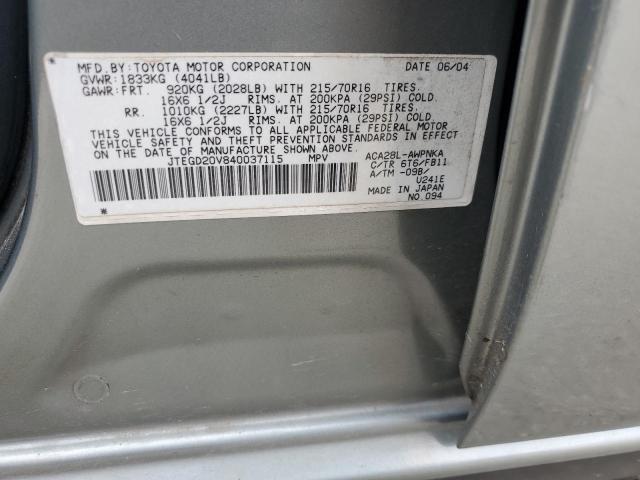 MFD. BY: TOYOTA MOTOR CORPORATION DATE 06/04
GVWR: 1833KG (4041LB)
GAWR: FRT. 920KG (2028LB) WITH 215/70R16 TIRES.
16X6 1/2J RIMS. AT 200KPA (29PSI) COLD.
RR. 1010KG (2227LB) WITH 215/70R16 TIRES.
16X6 1/2J RIMS. AT 200KPA (29PSI) COLD.
THIS VEHICLE CONFORMS TO ALL APPLICABLE FEDERAL MOTOR
VEHICLE SAFETY AND THEFT PREVENTION STANDARDS IN EFFECT
ON THE DATE OF MANUFACTURE SHOWN ABOVE.
JTEGD20V840037115 MPV ACA28L-AWPNKA
C/TR 6T6/FB11
A/TM -09B/
U241E
MADE IN JAPAN
NO. 094